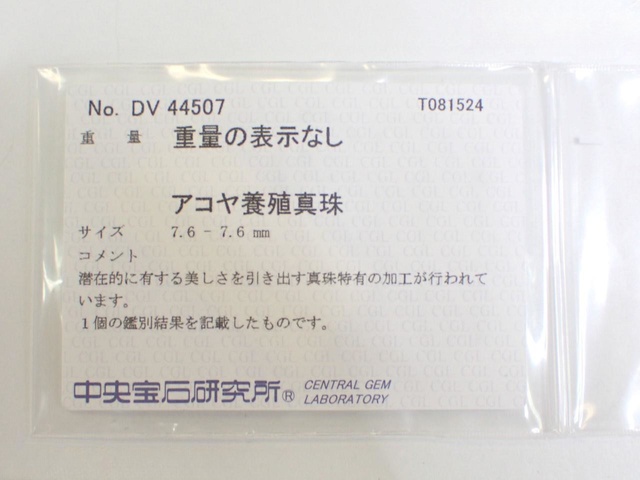 No. DV 44507 T081524
重 量 重量の表示なし
アコヤ養殖真珠
サイズ 7.6 - 7.6 mm
コメント
潜在的に有する美しさを引き出す真珠特有の加工が行われて
います。
１個の鑑別結果を記載したものです。
中央宝石研究所® CENTRAL GEM
LABORATORY